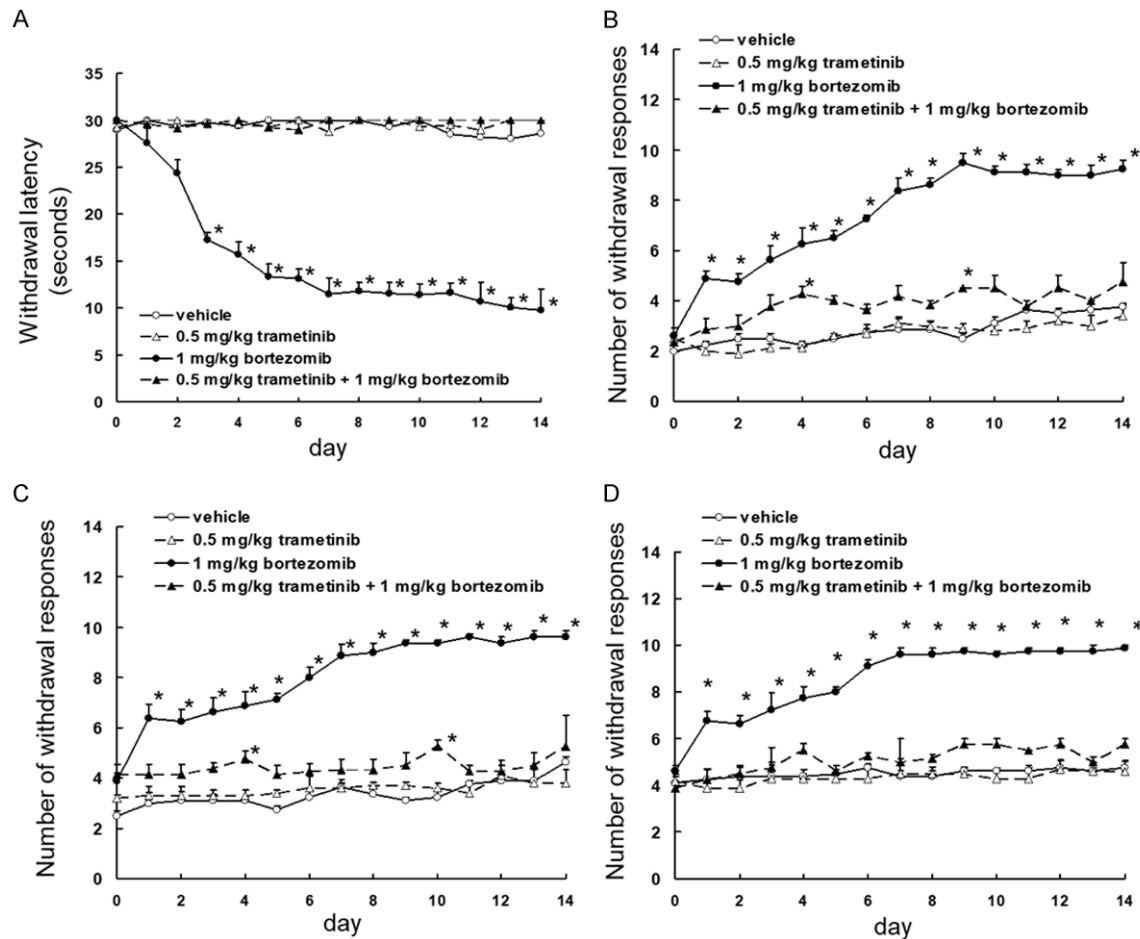 A
Withdrawal latency
(seconds)
35
30
25
20
15
10
5
0
vehicle
0.5 mg/kg trametinib
1 mg/kg bortezomib
0.5 mg/kg trametinib + 1 mg/kg bortezomib
0 2 4 6 8 10 12 14
day
B
Number of withdrawal responses
vehicle
0.5 mg/kg trametinib
1 mg/kg bortezomib
0.5 mg/kg trametinib + 1 mg/kg bortezomib
14
12
10
8
6
4
2
0
* * * * * * * * * * * * * *
* *
0 2 4 6 8 10 12 14
day
C
Number of withdrawal responses
vehicle
0.5 mg/kg trametinib
1 mg/kg bortezomib
0.5 mg/kg trametinib + 1 mg/kg bortezomib
14
12
10
8
6
4
2
0
* * * * * * * * * * * * * *
* *
0 2 4 6 8 10 12 14
day
D
Number of withdrawal responses
vehicle
0.5 mg/kg trametinib
1 mg/kg bortezomib
0.5 mg/kg trametinib + 1 mg/kg bortezomib
14
12
10
8
6
4
2
0
* * * * * * * * * * * * * *
0 2 4 6 8 10 12 14
day